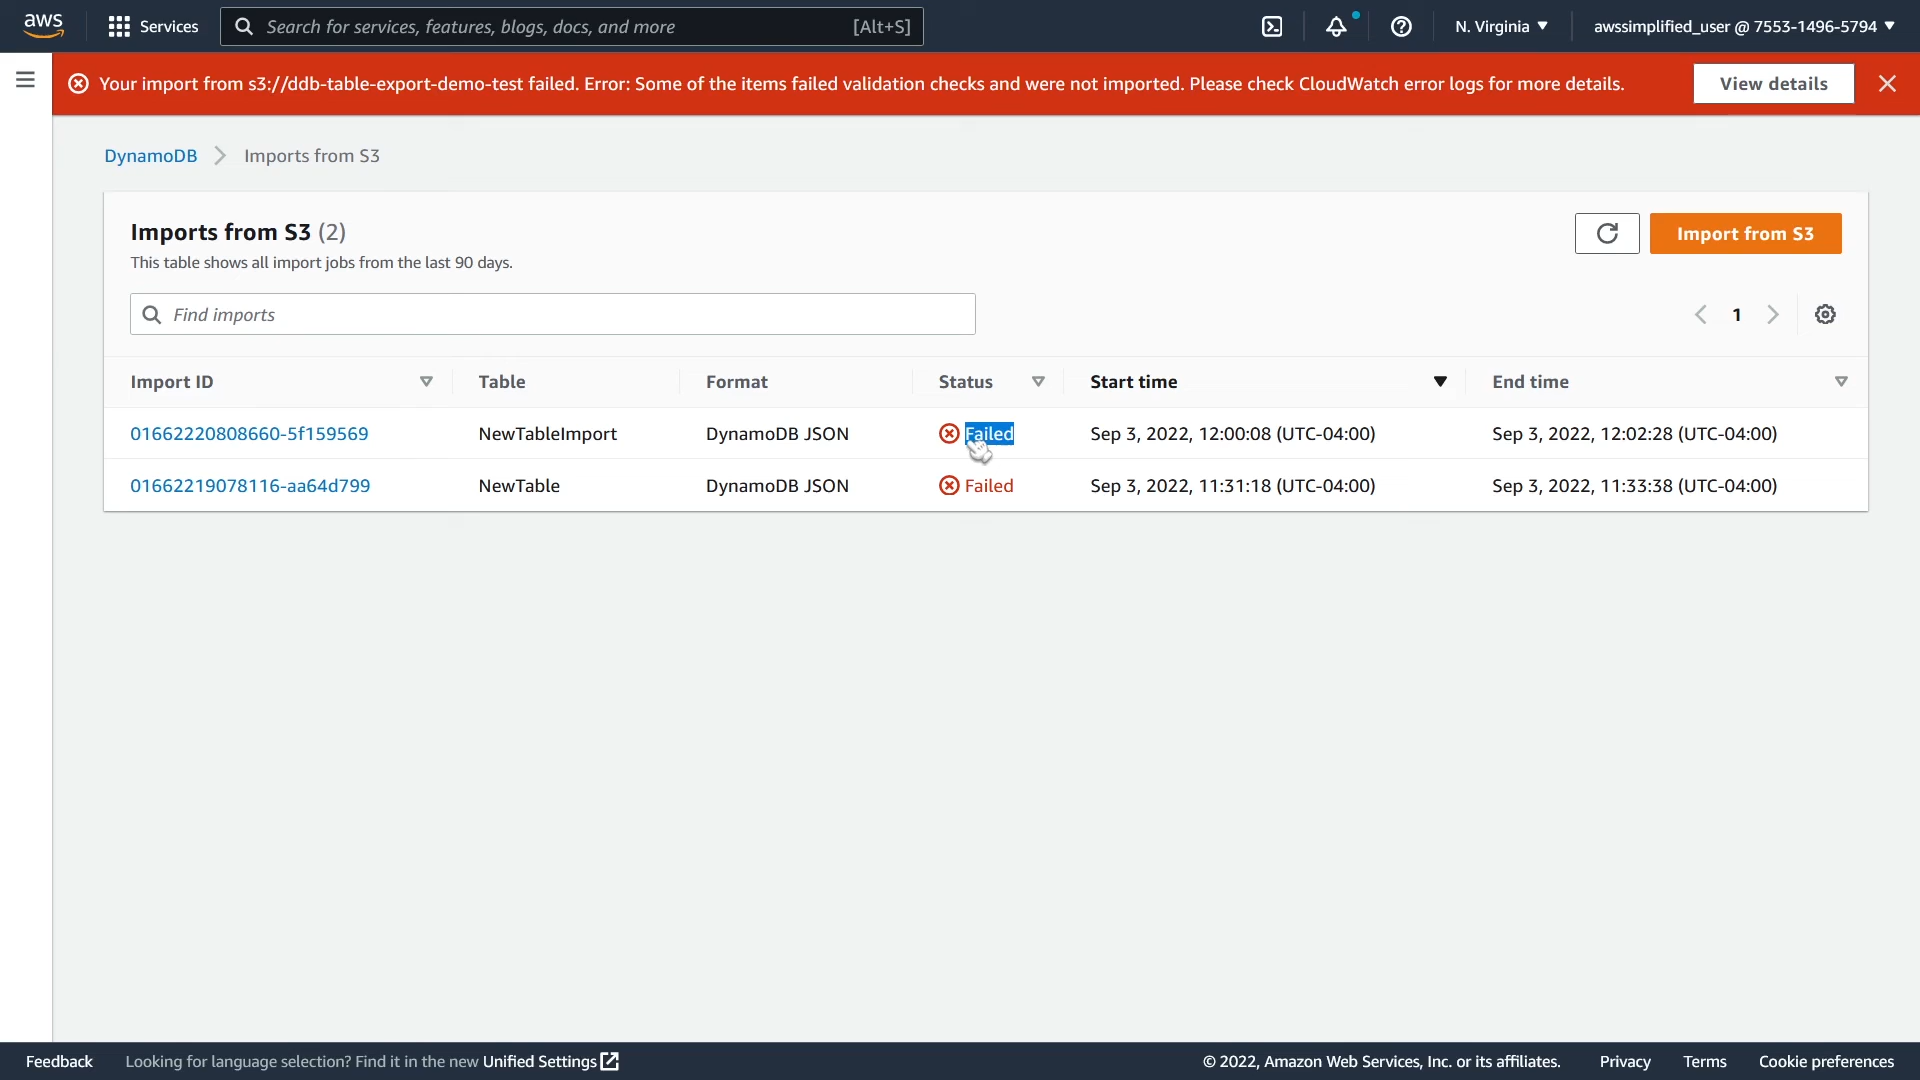 aws Services Search for services, features, blogs, docs, and more [Alt+S] N. Virginia ▼ awssimplified_user @ 7553-1496-5794 ▼
Your import from s3://ddb-table-export-demo-test failed. Error: Some of the items failed validation checks and were not imported. Please check CloudWatch error logs for more details. View details
DynamoDB > Imports from S3
Imports from S3 (2)
Import from S3
This table shows all import jobs from the last 90 days.
Find imports
1
Import ID Table Format Status Start time End time
01662220808660-5f159569 NewTableImport DynamoDB JSON Failed Sep 3, 2022, 12:00:08 (UTC-04:00) Sep 3, 2022, 12:02:28 (UTC-04:00)
01662219078116-aa64d799 NewTable DynamoDB JSON Failed Sep 3, 2022, 11:31:18 (UTC-04:00) Sep 3, 2022, 11:33:38 (UTC-04:00)
Feedback Looking for language selection? Find it in the new Unified Settings © 2022, Amazon Web Services, Inc. or its affiliates. Privacy Terms Cookie preferences